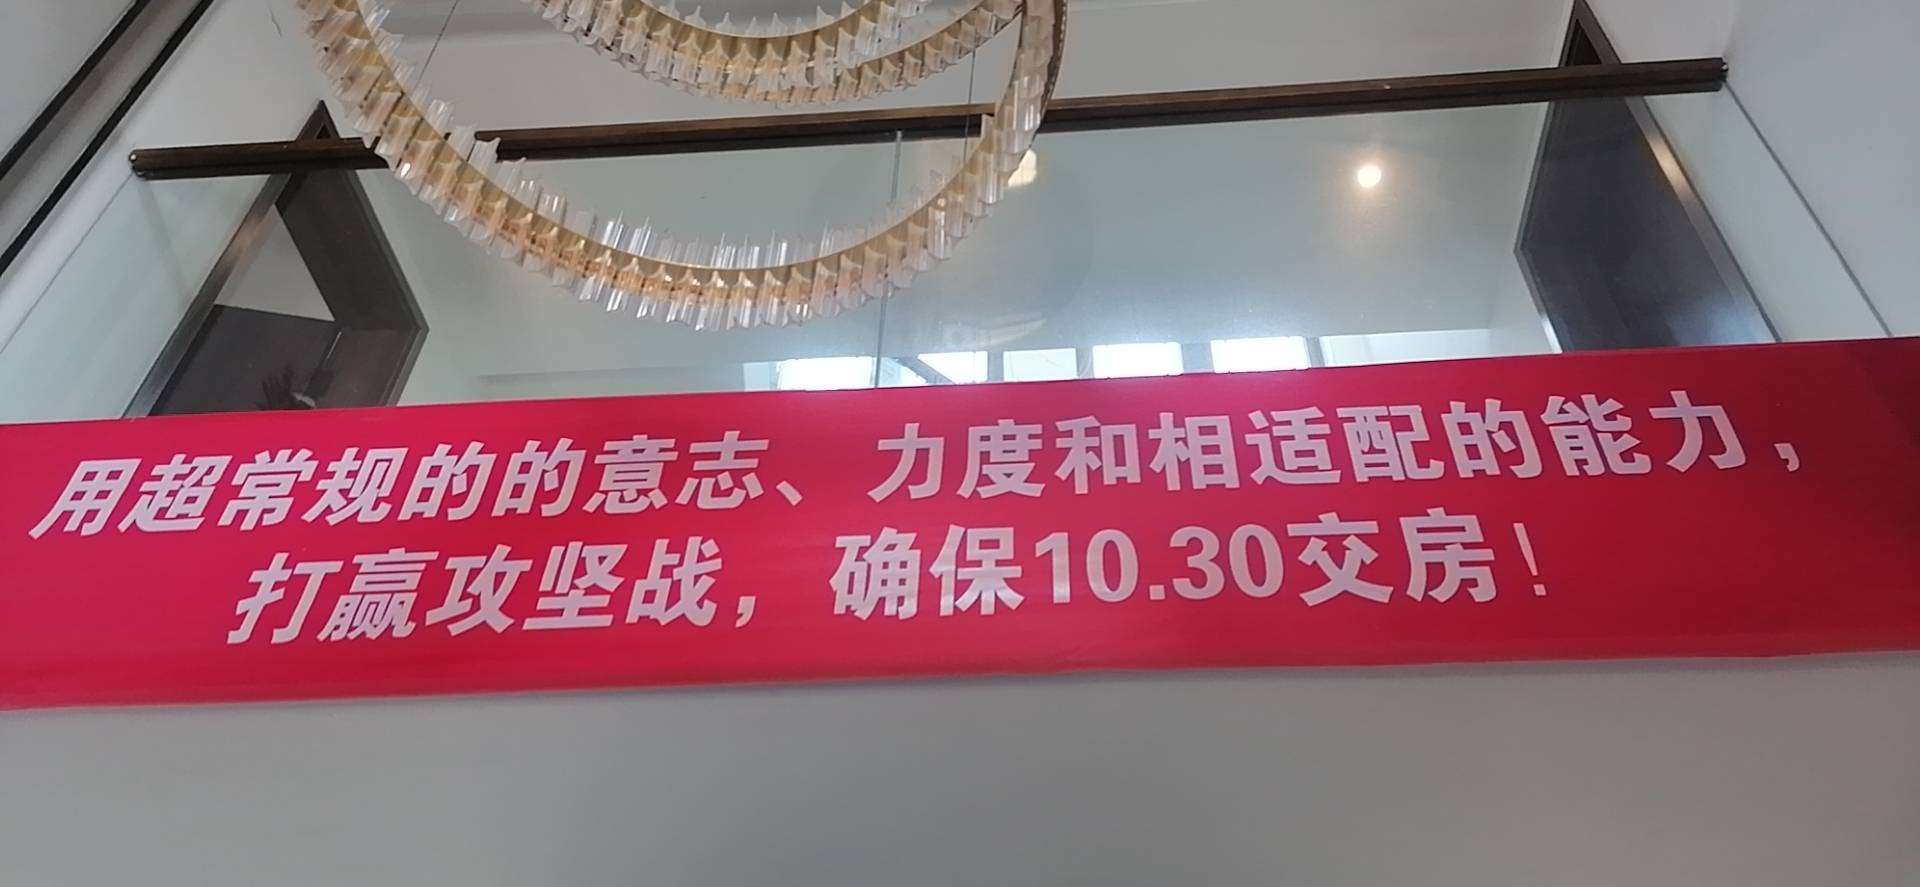 用超常规的的意志、力度和相适配的能力，
打赢攻坚战，确保10.30交房！